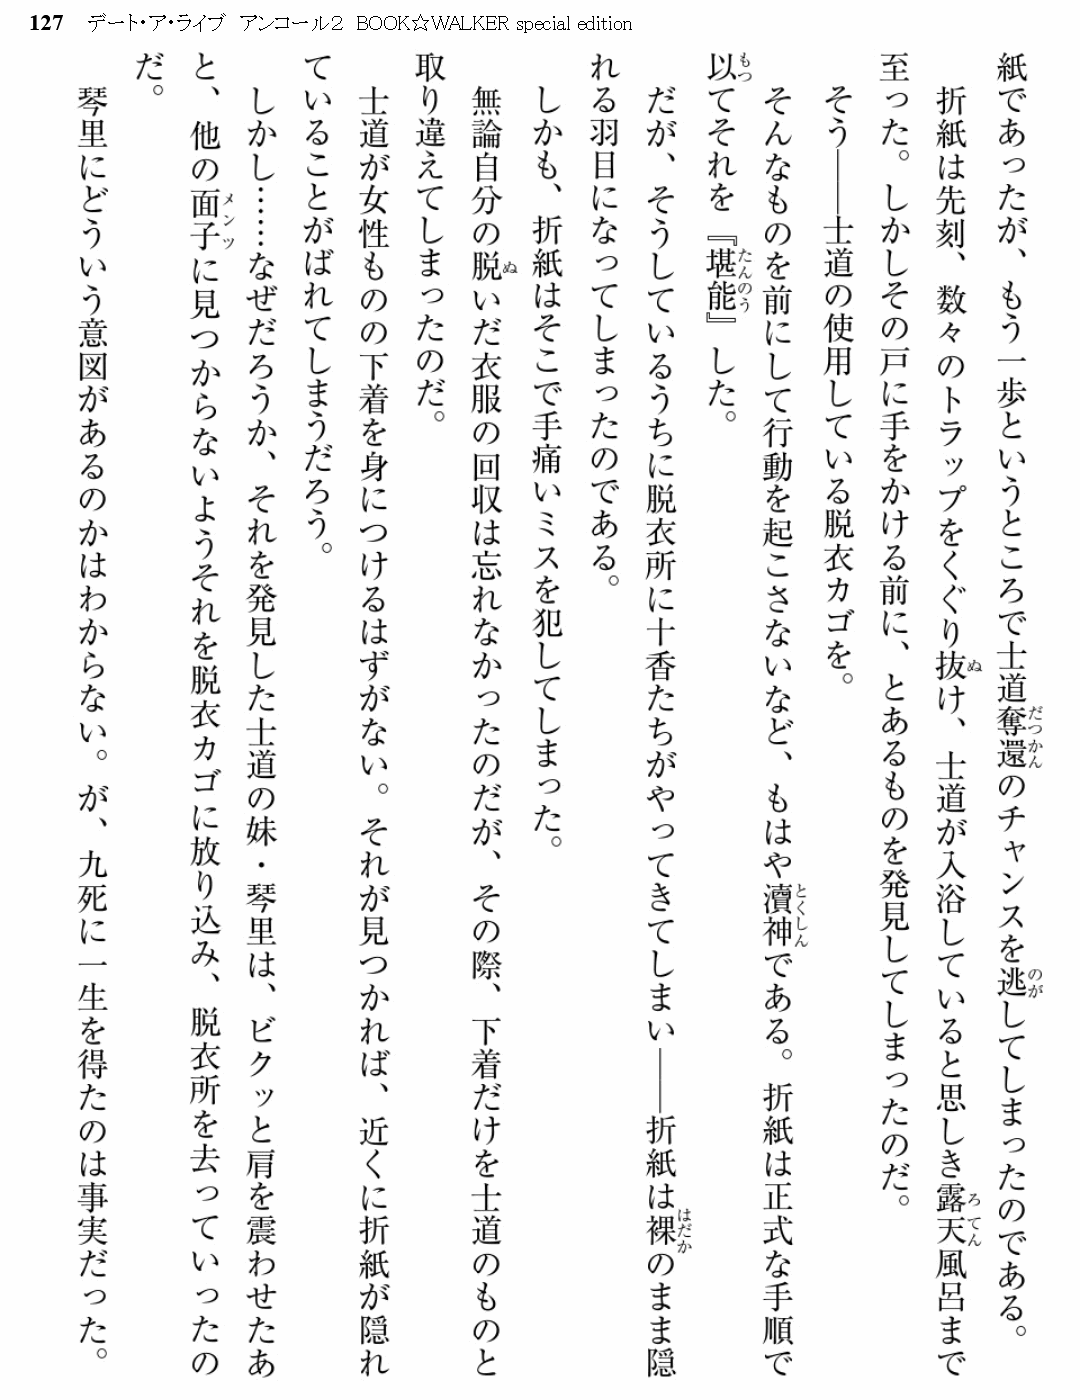 127 デート・ア・ライブ アンコール2 BOOK☆WALKER special edition
紙であったが、もう一歩というところで士道奪還のチャンスを逃してしまったのである。
折紙は先刻、数々のトラップをくぐり抜け、士道が入浴していると思しき露天風呂まで
至った。しかしその戸に手をかける前に、とあるものを発見してしまったのだ。
そう――士道の使用している脱衣カゴを。
そんなものを前にして行動を起こさないなど、もはや瀆神である。折紙は正式な手順で
以てそれを『堪能』した。
だが、そうしているうちに脱衣所に十香たちがやってきてしまい――折紙は裸のまま隠
れる羽目になってしまったのである。
しかも、折紙はそこで手痛いミスを犯してしまった。
無論自分の脱いだ衣服の回収は忘れなかったのだが、その際、下着だけを士道のものと
取り違えてしまったのだ。
士道が女性ものの下着を身につけるはずがない。それが見つかれば、近くに折紙が隠れ
ていることがばれてしまうだろう。
しかし……なぜだろうか、それを発見した士道の妹・琴里は、ビクッと肩を震わせたあ
と、他の面子に見つからないようそれを脱衣カゴに放り込み、脱衣所を去っていったの
だ。
琴里にどういう意図があるのかはわからない。が、九死に一生を得たのは事実だった。